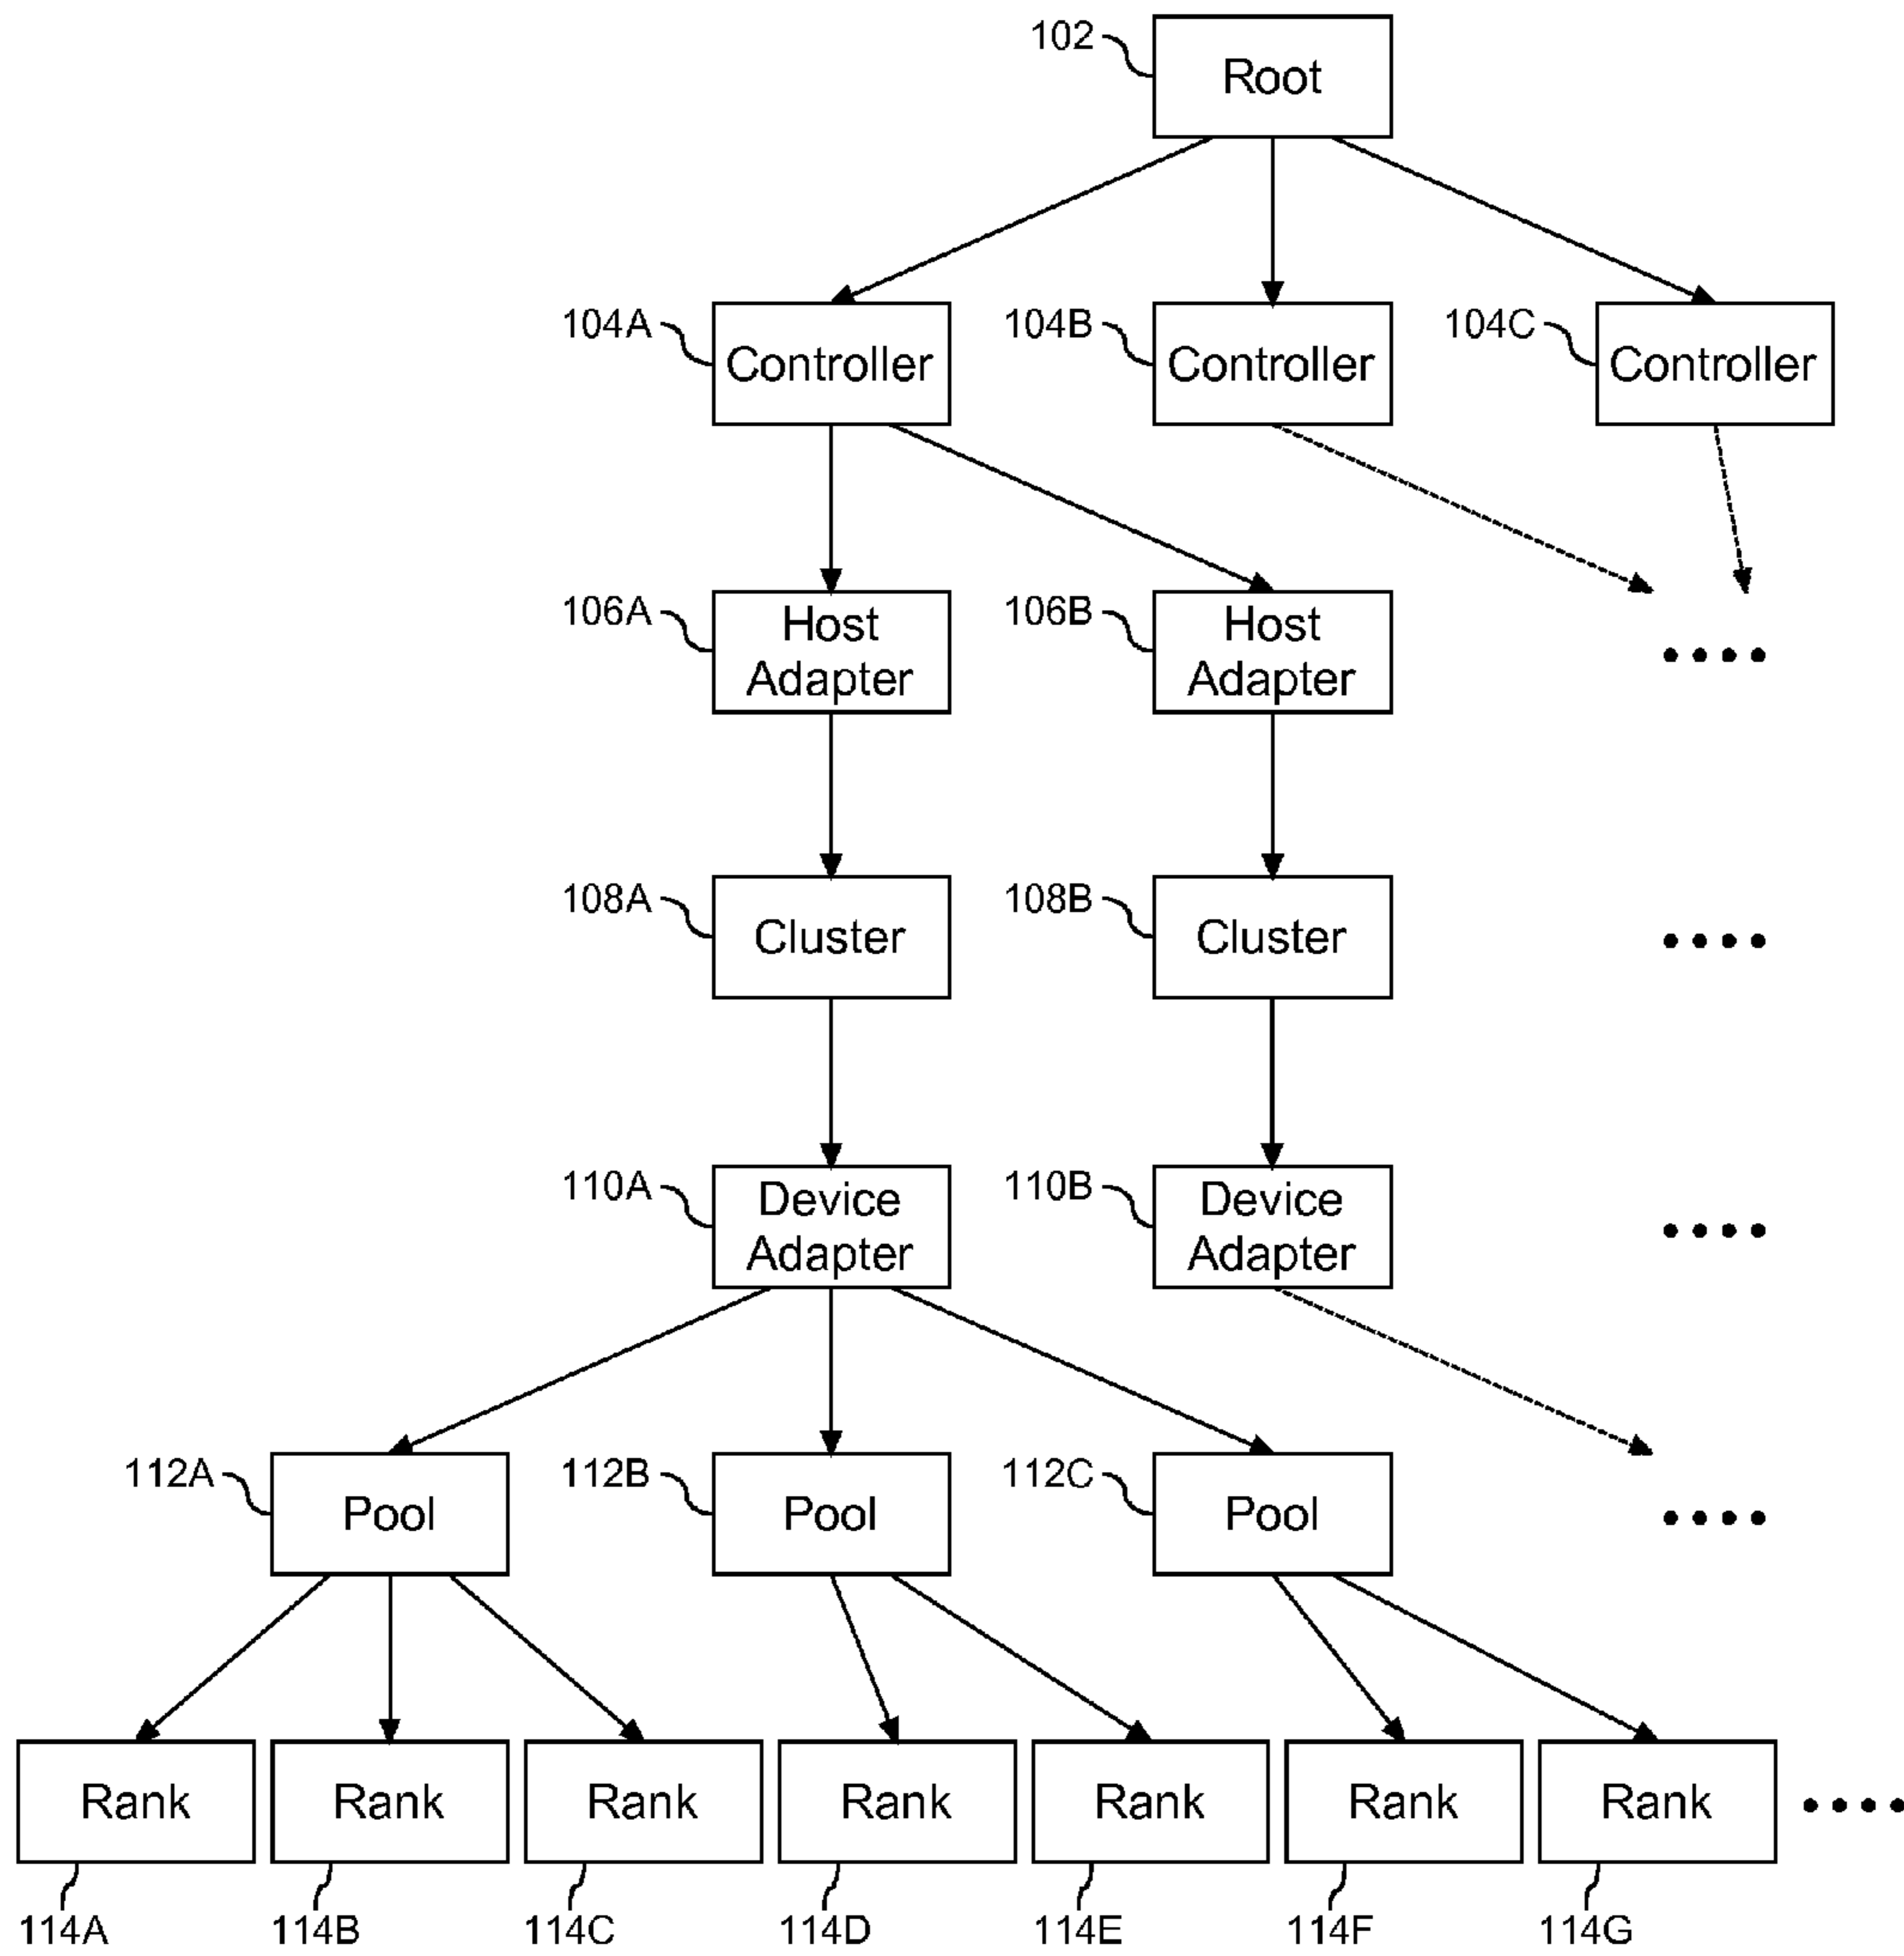 102
Root
104A
Controller
104B
Controller
104C
Controller
106A
Host
Adapter
106B
Host
Adapter
108A
Cluster
108B
Cluster
110A
Device
Adapter
110B
Device
Adapter
112A
Pool
112B
Pool
112C
Pool
Rank
Rank
Rank
Rank
Rank
Rank
Rank
114A
114B
114C
114D
114E
114F
114G